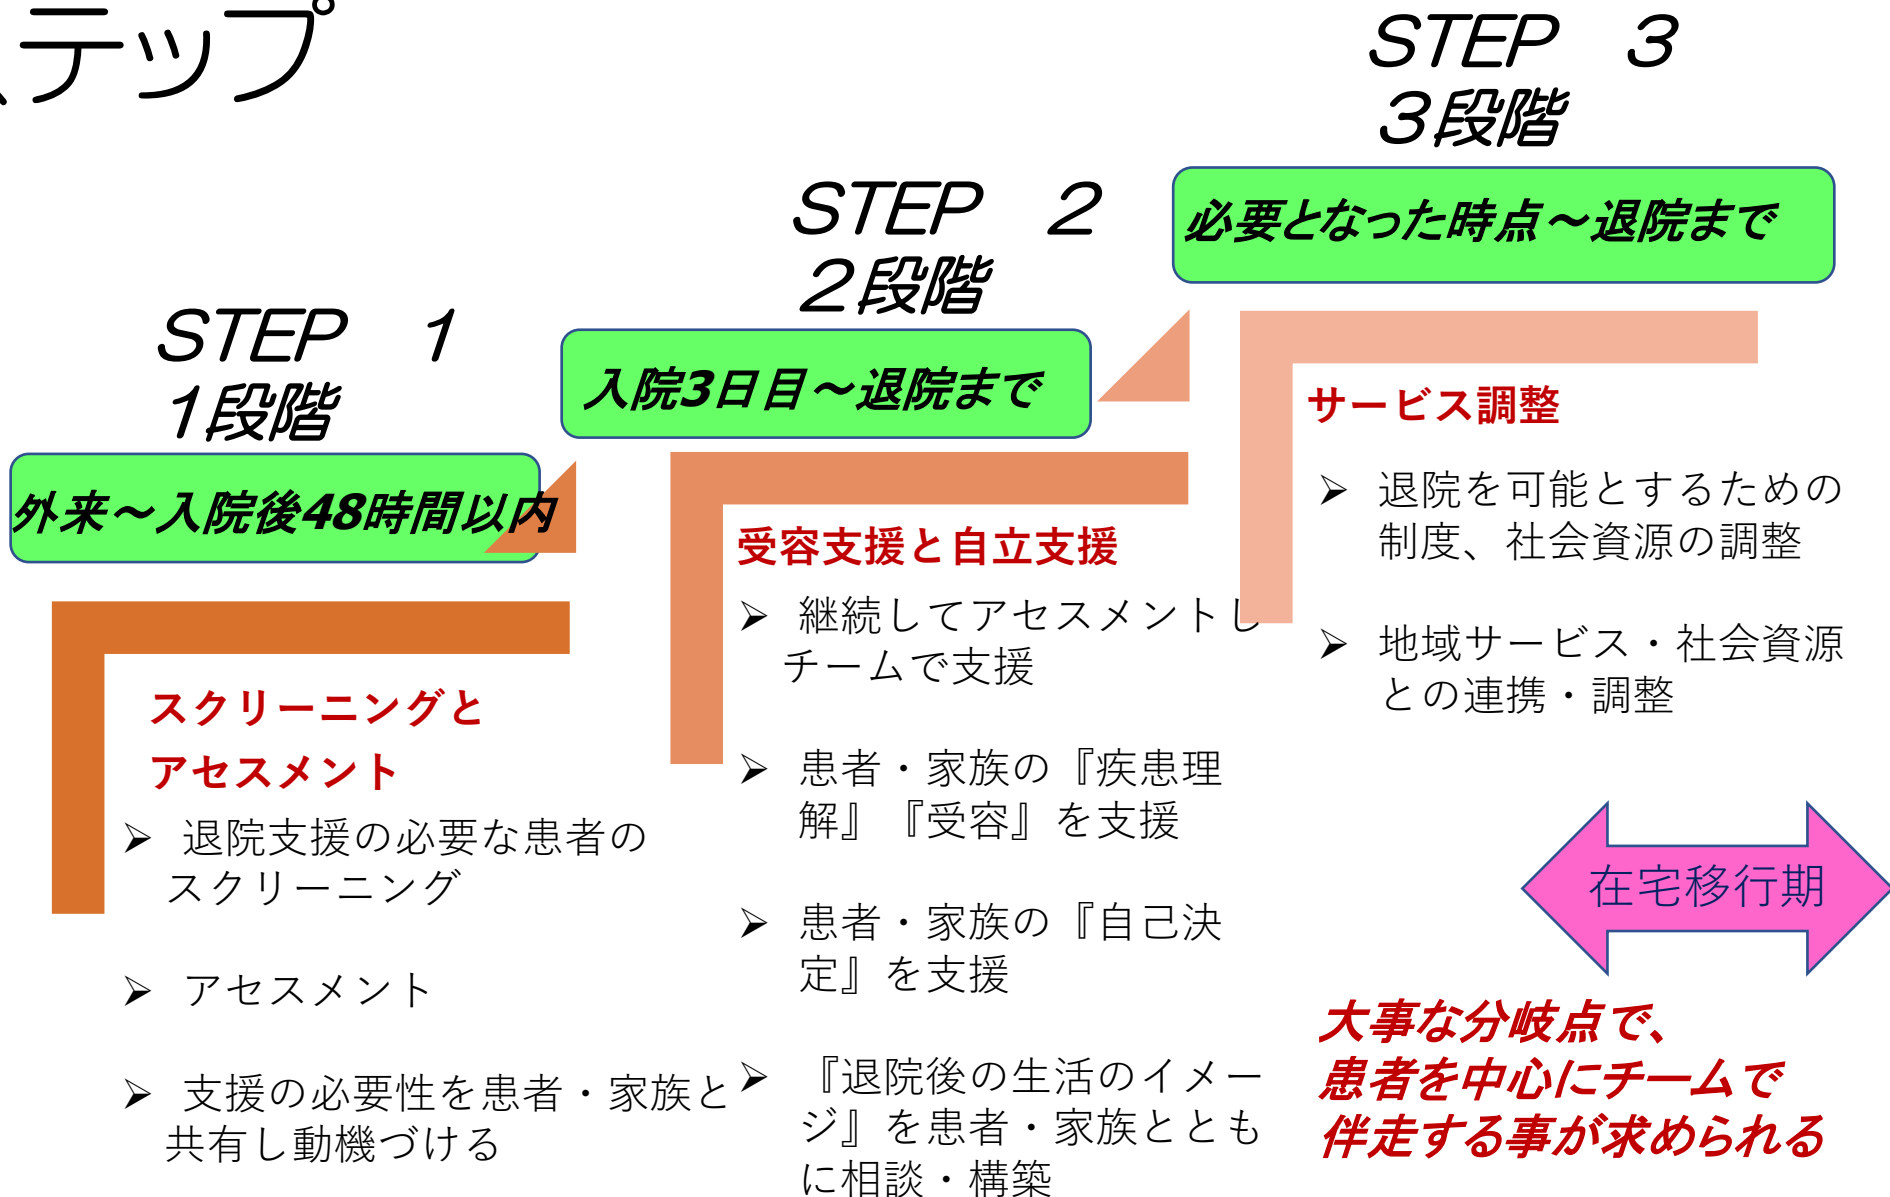 テップ
STEP　1
1段階
外来～入院後48時間以内
スクリーニングと
アセスメント
➢ 退院支援の必要な患者の
スクリーニング
➢ アセスメント
➢ 支援の必要性を患者・家族と
共有し動機づける
STEP　2
2段階
入院3日目～退院まで
受容支援と自立支援
➢ 継続してアセスメントし
チームで支援
➢ 患者・家族の『疾患理
解』『受容』を支援
➢ 患者・家族の『自己決
定』を支援
➢ 『退院後の生活のイメー
ジ』を患者・家族ととも
に相談・構築
STEP　3
3段階
必要となった時点～退院まで
サービス調整
➢ 退院を可能とするための
制度、社会資源の調整
➢ 地域サービス・社会資源
との連携・調整
在宅移行期
大事な分岐点で、
患者を中心にチームで
伴走する事が求められる